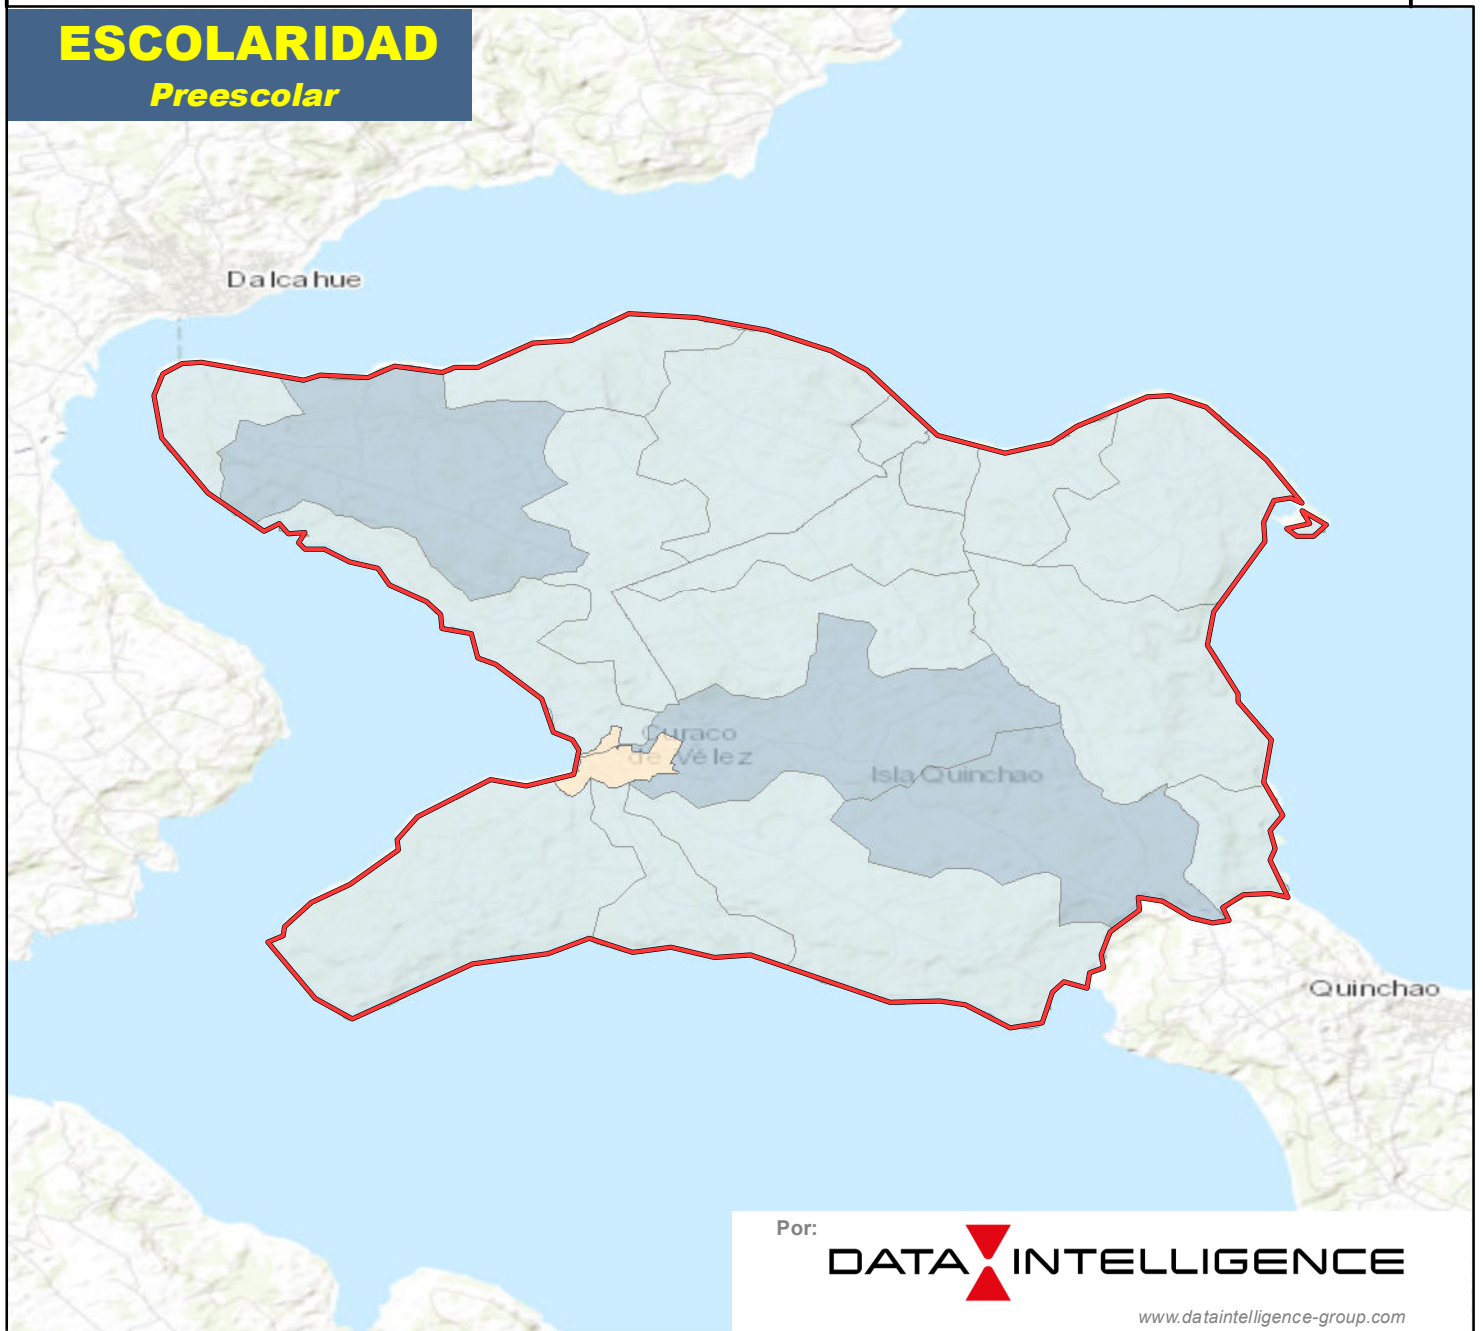 ESCOLARIDAD
Preescolar
Dalcahue
Curaco
de Vélez
Isla Quinchao
Quinchao
Por:
DATA INTELLIGENCE
www.dataintelligence-group.com